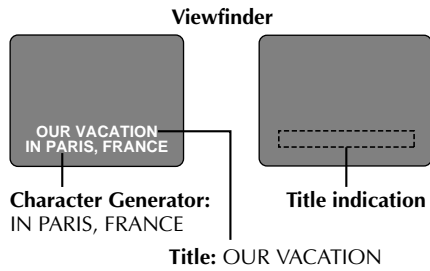 Viewfinder
OUR VACATION
IN PARIS, FRANCE
Character Generator:
IN PARIS, FRANCE
Title indication
Title: OUR VACATION